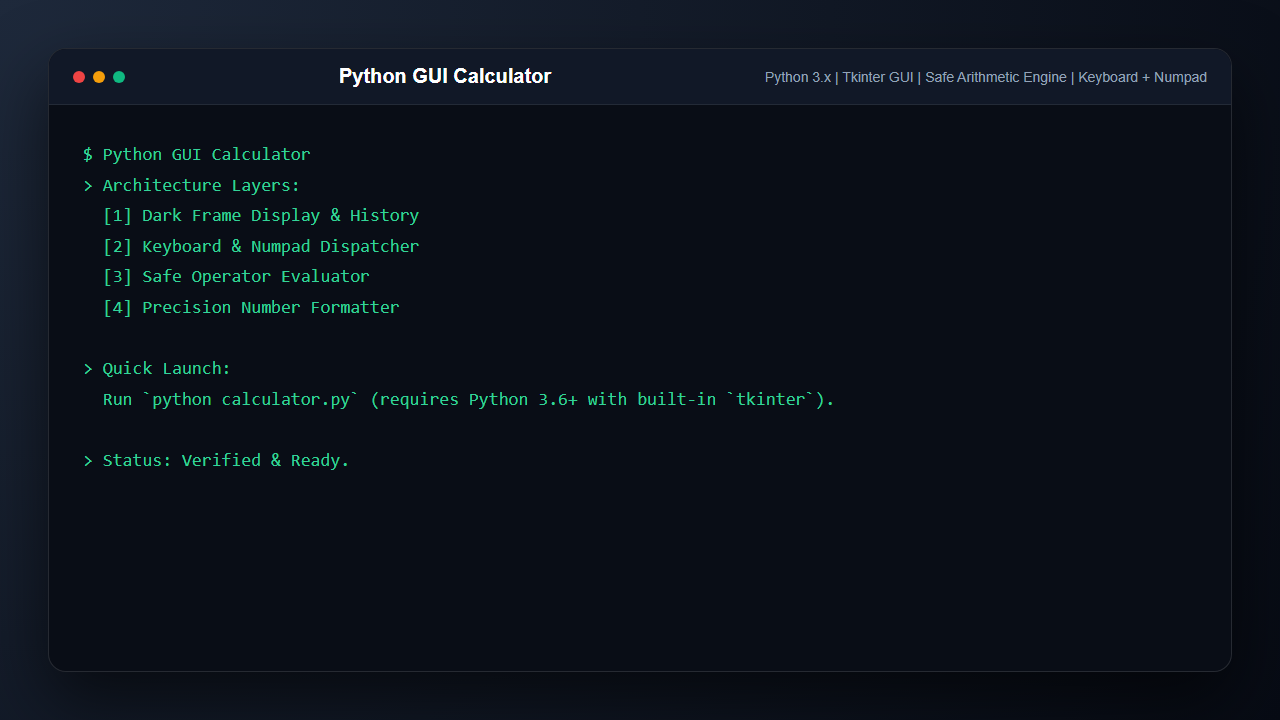 Python GUI Calculator
Python 3.x | Tkinter GUI | Safe Arithmetic Engine | Keyboard + Numpad
$ Python GUI Calculator
> Architecture Layers:
[1] Dark Frame Display & History
[2] Keyboard & Numpad Dispatcher
[3] Safe Operator Evaluator
[4] Precision Number Formatter
> Quick Launch:
Run `python calculator.py` (requires Python 3.6+ with built-in `tkinter`).
> Status: Verified & Ready.